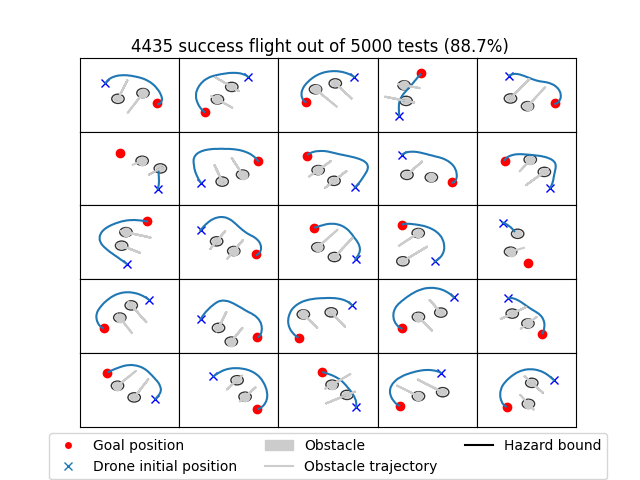 4435 success flight out of 5000 tests (88.7%)
Goal position
Drone initial position
Obstacle
Obstacle trajectory
Hazard bound